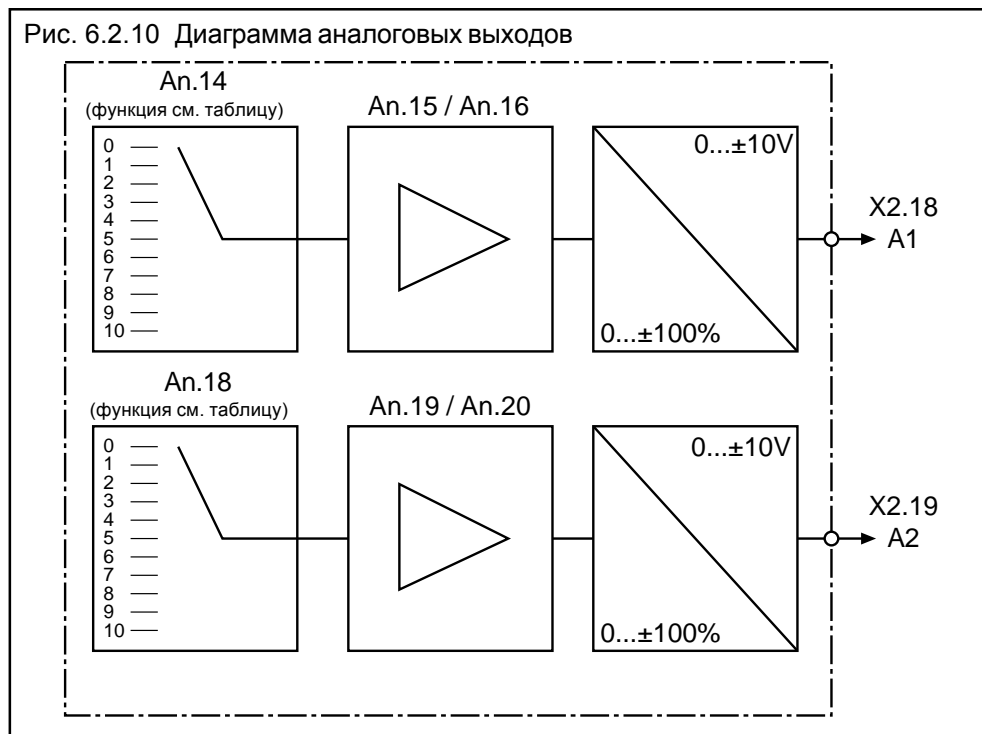 Рис. 6.2.10 Диаграмма аналоговых выходов
An.14
(функция см. таблицу)
0
1
2
3
4
5
6
7
8
9
10
An.15 / An.16
0...±10V
0...±100%
X2.18
A1
An.18
(функция см. таблицу)
0
1
2
3
4
5
6
7
8
9
10
An.19 / An.20
0...±10V
0...±100%
X2.19
A2